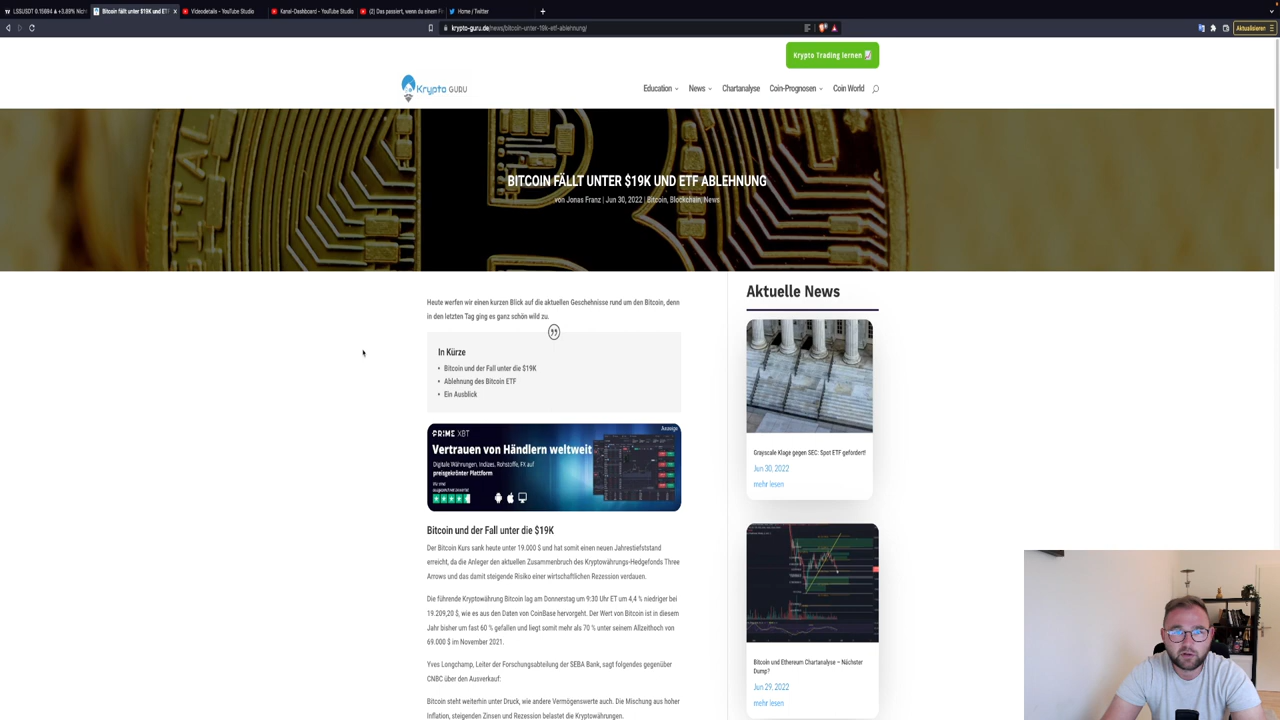 LSSUSDT 0.15694 ▲ +3.89% Nich
Bitcoin fällt unter $19K und ETF
Videodetails – YouTube Studio
Kanal-Dashboard – YouTube Studio
(2) Das passiert, wenn du einem Fi
Home / Twitter
krypto-guru.de/news/bitcoin-unter-19k-etf-ablehnung/
Aktualisieren
Krypto Trading lernen
Krypto GURU
Education
News
Chartanalyse
Coin-Prognosen
Coin World
BITCOIN FÄLLT UNTER $19K UND ETF ABLEHNUNG
von Jonas Franz | Jun 30, 2022 | Bitcoin, Blockchain, News
Heute werfen wir einen kurzen Blick auf die aktuellen Geschehnisse rund um den Bitcoin, denn
in den letzten Tag ging es ganz schön wild zu.
In Kürze
• Bitcoin und der Fall unter die $19K
• Ablehnung des Bitcoin ETF
• Ein Ausblick
PRIME XBT
Anzeige
Vertrauen von Händlern weltweit
Digitale Währungen, Indizes, Rohstoffe, FX auf
preisgekrönter Plattform
Bitcoin und der Fall unter die $19K
Der Bitcoin Kurs sank heute unter 19.000 $ und hat somit einen neuen Jahrestiefststand
erreicht, da die Anleger den aktuellen Zusammenbruch des Kryptowährungs-Hedgefonds Three
Arrows und das damit steigende Risiko einer wirtschaftlichen Rezession verdauen.
Die führende Kryptowährung Bitcoin lag am Donnerstag um 9:30 Uhr ET um 4,4 % niedriger bei
19.209,20 $, wie es aus den Daten von CoinBase hervorgeht. Der Wert von Bitcoin ist in diesem
Jahr bisher um fast 60 % gefallen und liegt somit mehr als 70 % unter seinem Allzeithoch von
69.000 $ im November 2021.
Yves Longchamp, Leiter der Forschungsabteilung der SEBA Bank, sagt folgendes gegenüber
CNBC über den Ausverkauf:
Bitcoin steht weiterhin unter Druck, wie andere Vermögenswerte auch. Die Mischung aus hoher
Inflation, steigenden Zinsen und Rezession belastet die Kryptowährungen.
Aktuelle News
Grayscale Klage gegen SEC: Spot ETF gefordert!
Jun 30, 2022
mehr lesen
Bitcoin und Ethereum Chartanalyse – Nächster
Dump?
Jun 29, 2022
mehr lesen